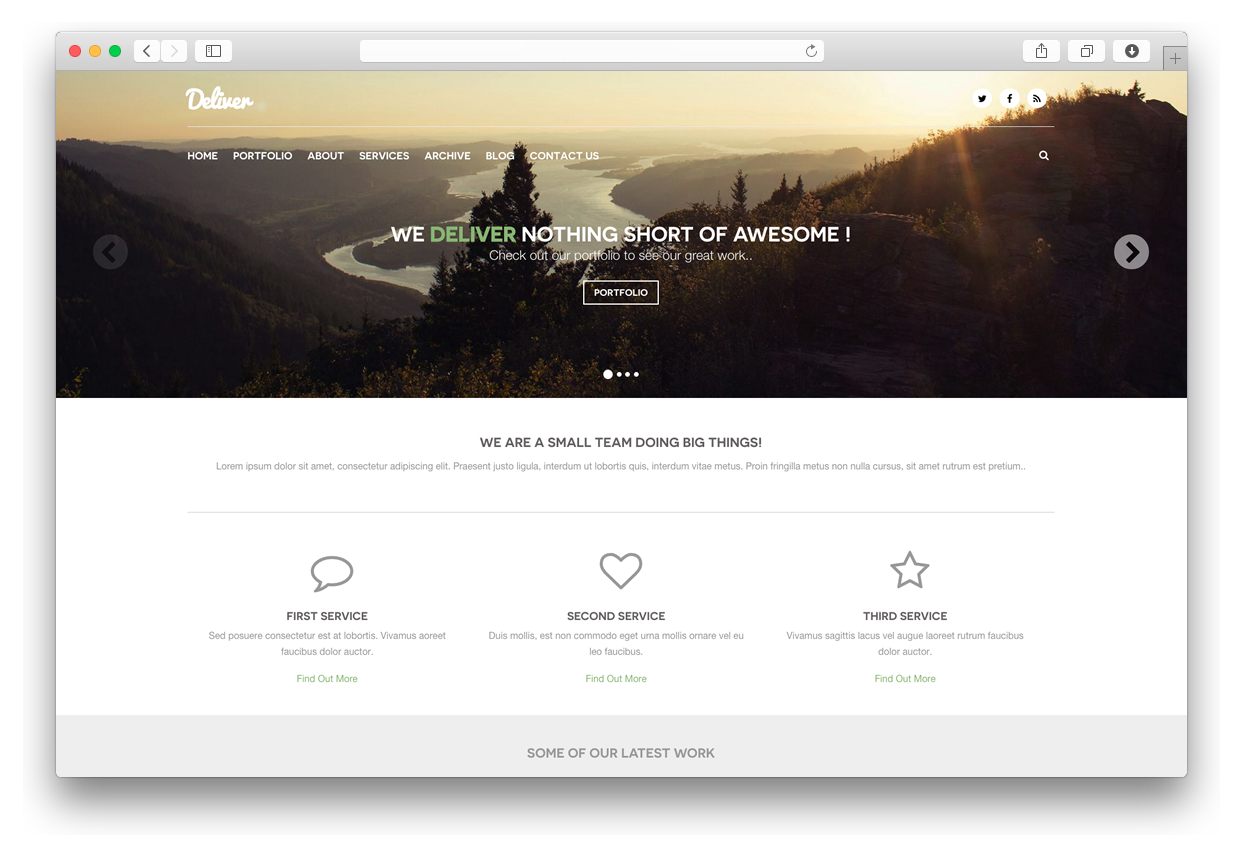 Deliver
HOME PORTFOLIO ABOUT SERVICES ARCHIVE BLOG CONTACT US
WE DELIVER NOTHING SHORT OF AWESOME !
Check out our portfolio to see our great work..
PORTFOLIO
WE ARE A SMALL TEAM DOING BIG THINGS!
Lorem ipsum dolor sit amet, consectetur adipiscing elit. Praesent justo ligula, interdum ut lobortis quis, interdum vitae metus. Proin fringilla metus non nulla cursus, sit amet rutrum est pretium..
FIRST SERVICE
Sed posuere consectetur est at lobortis. Vivamus aoreet
faucibus dolor auctor.
Find Out More
SECOND SERVICE
Duis mollis, est non commodo eget urna mollis ornare vel eu
leo faucibus.
Find Out More
THIRD SERVICE
Vivamus sagittis lacus vel augue laoreet rutrum faucibus
dolor auctor.
Find Out More
SOME OF OUR LATEST WORK